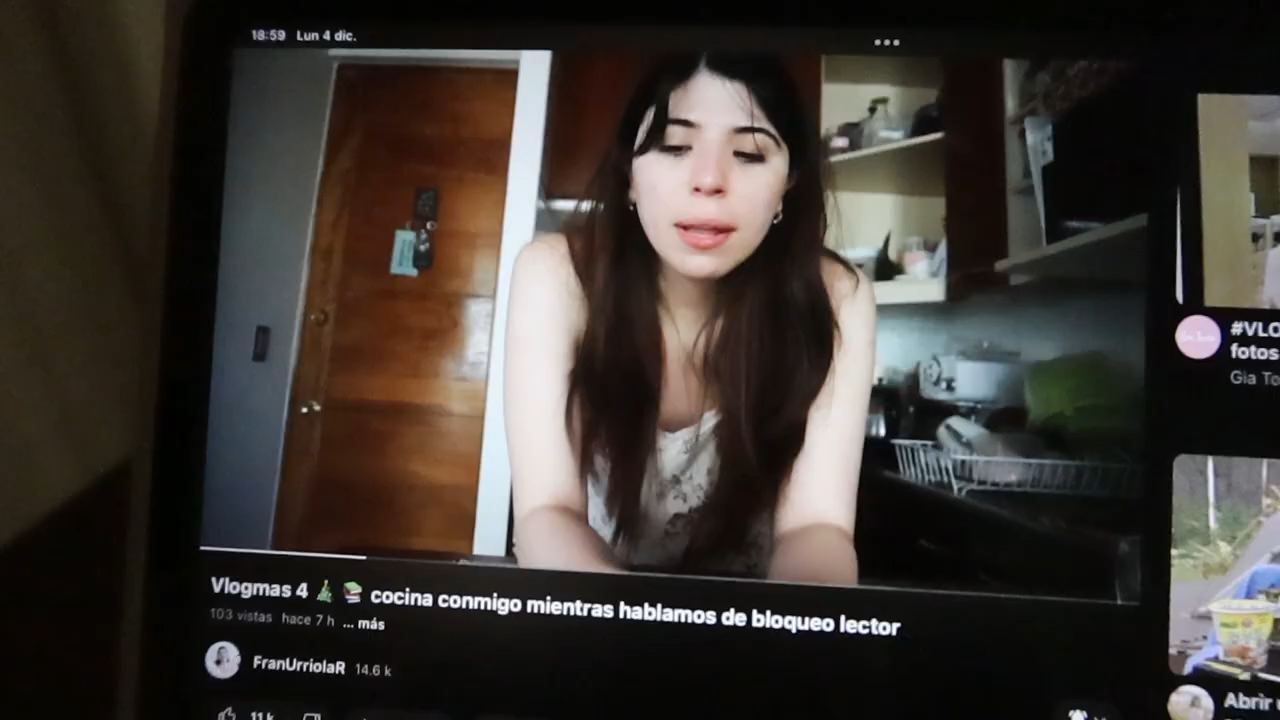 18:59 Lun 4 dic.
Vlogmas 4 🎄 📚 cocina conmigo mientras hablamos de bloqueo lector
103 vistas hace 7 h ... más
FranUrriolaR 14.6 k
#VLO
fotos
Gia To
Abrir